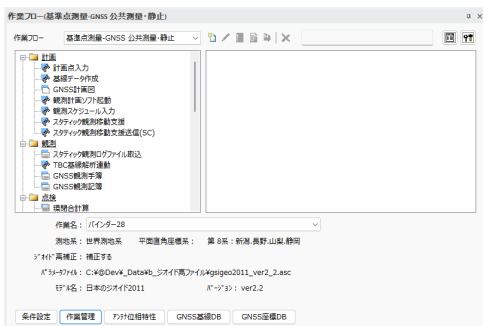 作業フロー(基準点測量-GNSS 公共測量・静止)
作業フロー 基準点測量-GNSS 公共測量・静止
計画
計画点入力
基線データ作成
GNSS計画図
観測計画ソフト起動
観測スケジュール入力
スタティック観測移動支援
スタティック観測移動支援送信(SC)
観測
スタティック観測ログファイル取込
TBC基線解析連動
GNSS観測手簿
GNSS観測記簿
点検
環閉合計算
作業名： バインダー28
測地系： 世界測地系 平面直角座標系： 第 8系：新潟.長野.山梨.静岡
ジオイド高補正： 補正する
パラメータファイル： C:¥@Dev¥_Data¥b_ジオイド高ファイル¥gsigeo2011_ver2_2.asc
モデル名： 日本のジオイド2011 バージョン： ver2.2
条件設定 作業管理 アンテナ位相特性 GNSS基線DB GNSS座標DB